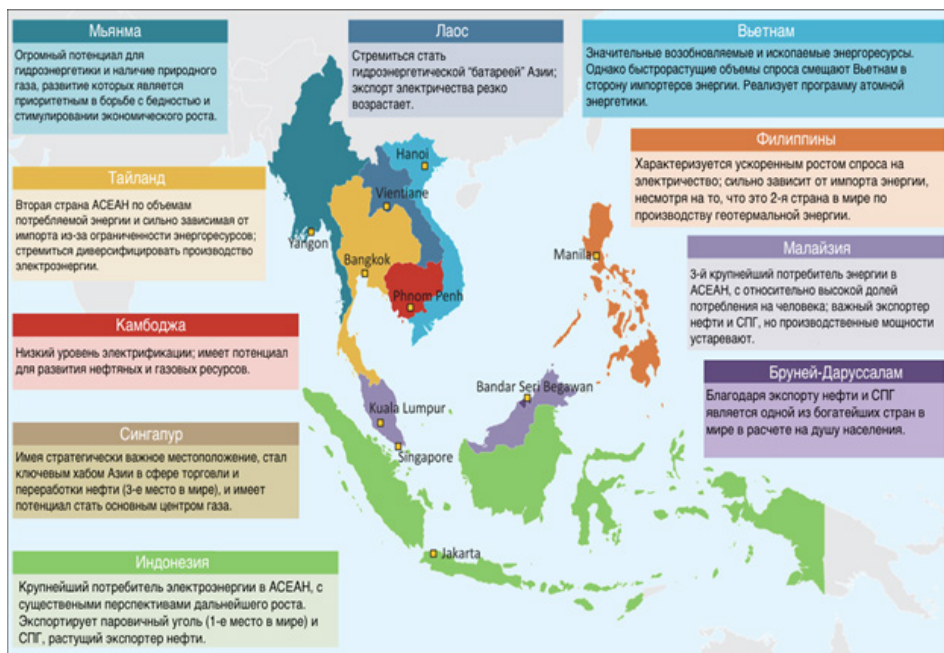 Мьянма
Огромный потенциал для
гидроэнергетики и наличие природного
газа, развитие которых является
приоритетным в борьбе с бедностью и
стимулировании экономического роста.
Лаос
Стремиться стать
гидроэнергетической "батареей" Азии;
экспорт электричества резко
возрастает.
Вьетнам
Значительные возобновляемые и ископаемые энергоресурсы.
Однако быстрорастущие объемы спроса смещают Вьетнам в
сторону импортеров энергии. Реализует программу атомной
энергетики.
Филиппины
Характеризуется ускоренным ростом спроса на
электричество; сильно зависит от импорта энергии,
несмотря на то, что это 2-я страна в мире по
производству геотермальной энергии.
Тайланд
Вторая страна АСЕАН по объемам
потребляемой энергии и сильно зависимая от
импорта из-за ограниченности энергоресурсов;
стремиться диверсифицировать производство
электроэнергии.
Малайзия
3-й крупнейший потребитель энергии в
АСЕАН, с относительно высокой долей
потребления на человека; важный экспортер
нефти и СПГ, но производственные мощности
устаревают.
Камбоджа
Низкий уровень электрификации; имеет потенциал
для развития нефтяных и газовых ресурсов.
Бруней-Даруссалам
Благодаря экспорту нефти и СПГ
является одной из богатейших стран в
мире в расчете на душу населения.
Сингапур
Имея стратегически важное местоположение, стал
ключевым хабом Азии в сфере торговли и
переработки нефти (3-е место в мире), и имеет
потенциал стать основным центром газа.
Индонезия
Крупнейший потребитель электроэнергии в АСЕАН, с
существеными перспективами дальнейшего роста.
Экспортирует паровичный уголь (1-е место в мире) и
СПГ, растущий экспортер нефти.
Hanoi
Vientiane
Yangon
Bangkok
Manila
Phnom Penh
Bandar Seri Begawan
Kuala Lumpur
Singapore
Jakarta